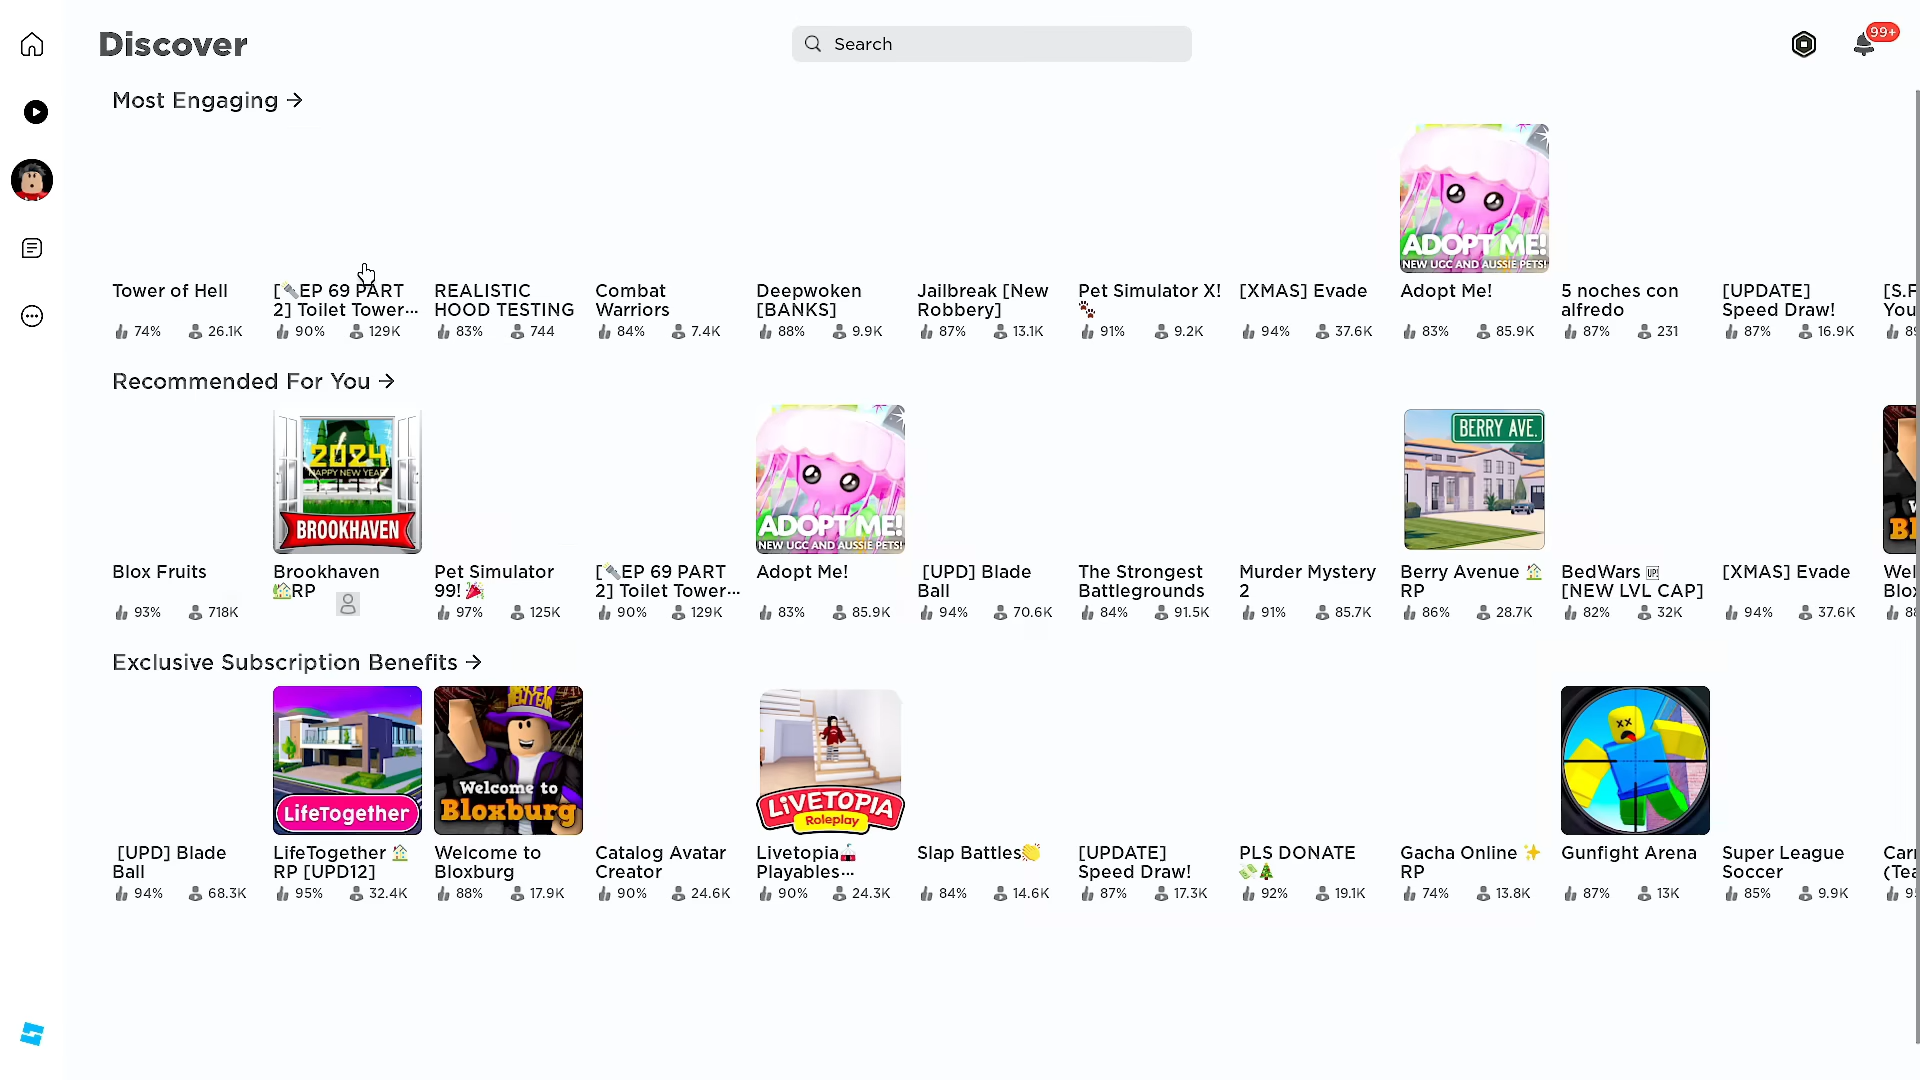 Discover
Search
99+
Most Engaging →
ADOPT ME!
NEW UGC AND AUSSIE PETS!
Tower of Hell
74% 26.1K
[🔦EP 69 PART
2] Toilet Tower...
90% 129K
REALISTIC
HOOD TESTING
83% 744
Combat
Warriors
84% 7.4K
Deepwoken
[BANKS]
88% 9.9K
Jailbreak [New
Robbery]
87% 13.1K
Pet Simulator X!
🐾
91% 9.2K
[XMAS] Evade
94% 37.6K
Adopt Me!
83% 85.9K
5 noches con
alfredo
87% 231
[UPDATE]
Speed Draw!
87% 16.9K
[S.F
You
Recommended For You →
2024
HAPPY NEW YEAR
BROOKHAVEN
ADOPT ME!
NEW UGC AND AUSSIE PETS!
BERRY AVE.
Blox Fruits
93% 718K
Brookhaven
🏡RP
Pet Simulator
99! 🎉
97% 125K
[🔦EP 69 PART
2] Toilet Tower...
90% 129K
Adopt Me!
83% 85.9K
[UPD] Blade
Ball
94% 70.6K
The Strongest
Battlegrounds
84% 91.5K
Murder Mystery
2
91% 85.7K
Berry Avenue 🏠
RP
86% 28.7K
BedWars 🆙
[NEW LVL CAP]
82% 32K
[XMAS] Evade
94% 37.6K
Wel
Blox
Exclusive Subscription Benefits →
LifeTogether
Welcome to
Bloxburg
LIVETOPIA
Roleplay
[UPD] Blade
Ball
94% 68.3K
LifeTogether 🏠
RP [UPD12]
95% 32.4K
Welcome to
Bloxburg
88% 17.9K
Catalog Avatar
Creator
90% 24.6K
Livetopia
Playables...
90% 24.3K
Slap Battles👏
84% 14.6K
[UPDATE]
Speed Draw!
87% 17.3K
PLS DONATE
💸🎄
92% 19.1K
Gacha Online ✨
RP
74% 13.8K
Gunfight Arena
87% 13K
Super League
Soccer
85% 9.9K
Carr
(Tea